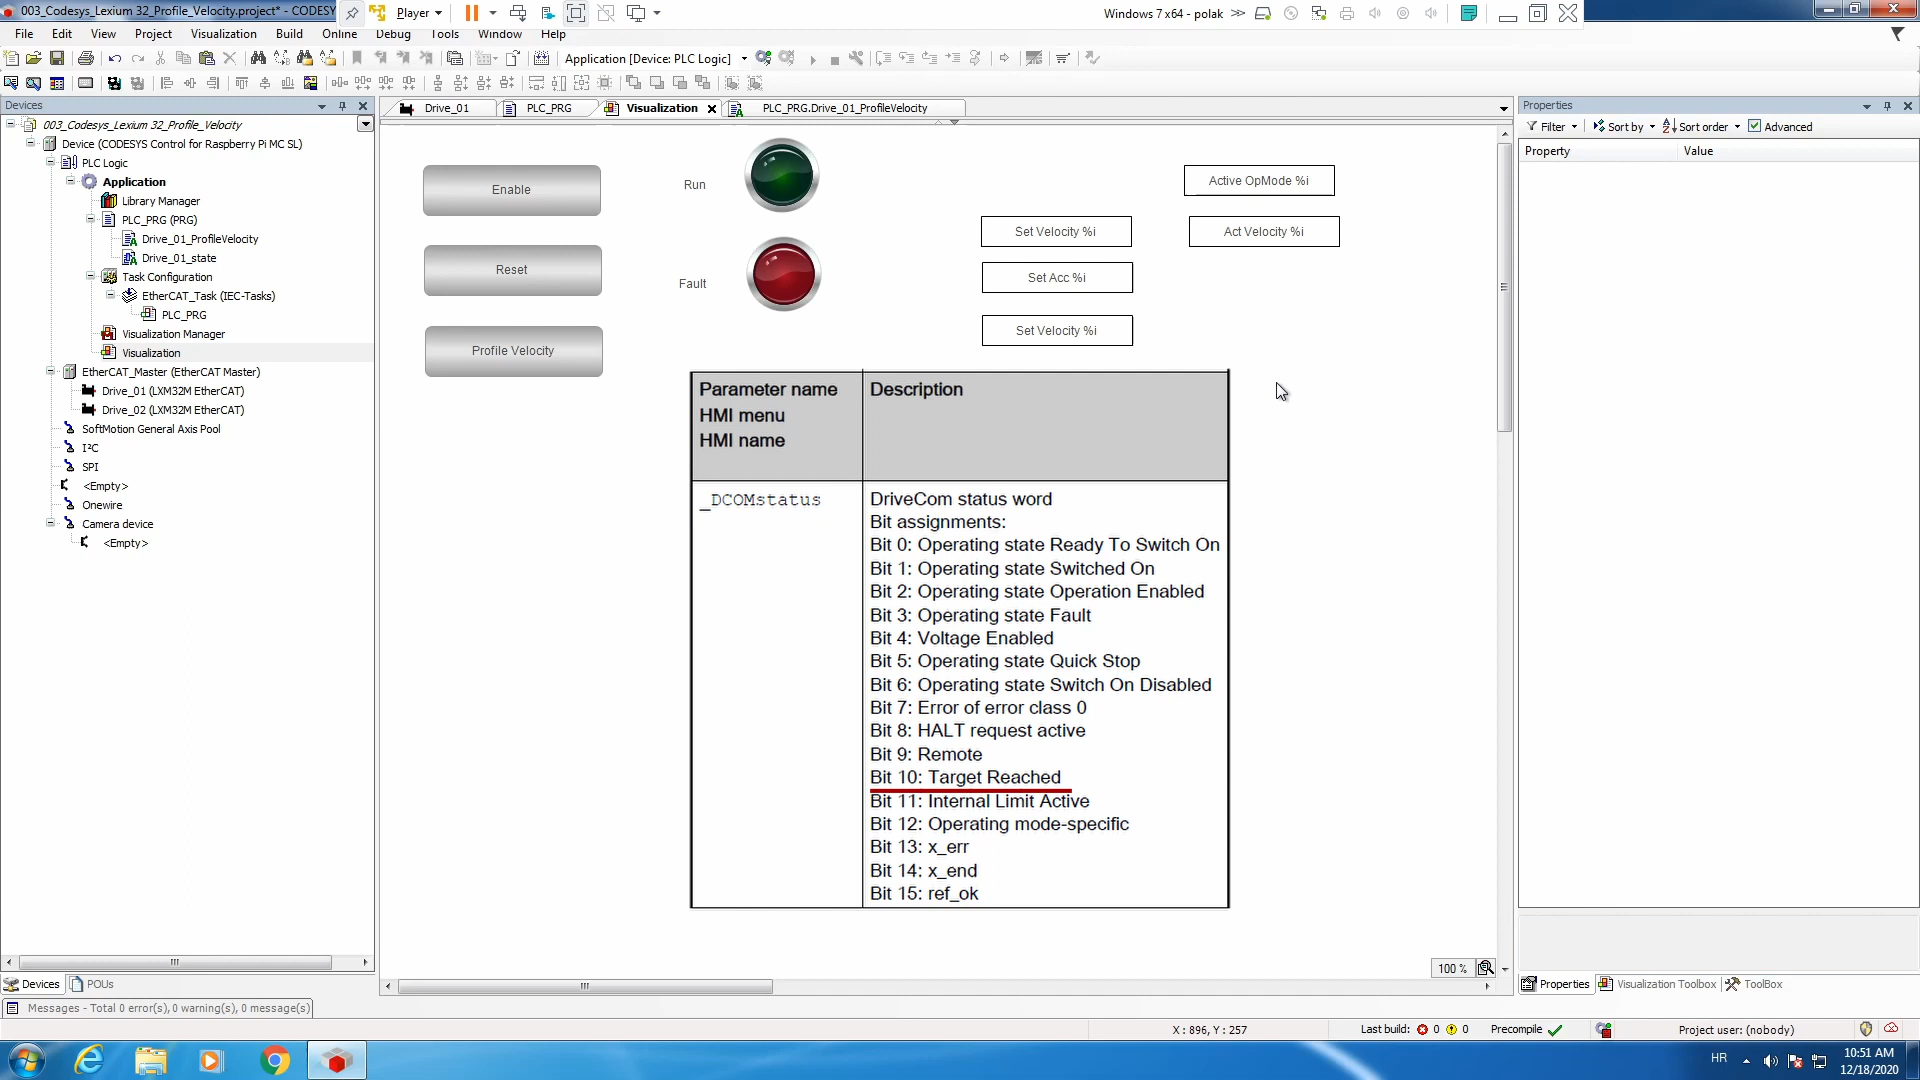 003_Codesys_Lexium 32_Profile_Velocity.project* - CODESY
Player
Windows 7 x64 - polak
File Edit View Project Visualization Build Online Debug Tools Window Help
Application [Device: PLC Logic]
Devices
003_Codesys_Lexium 32_Profile_Velocity
Device (CODESYS Control for Raspberry Pi MC SL)
PLC Logic
Application
Library Manager
PLC_PRG (PRG)
Drive_01_ProfileVelocity
Drive_01_state
Task Configuration
EtherCAT_Task (IEC-Tasks)
PLC_PRG
Visualization Manager
Visualization
EtherCAT_Master (EtherCAT Master)
Drive_01 (LXM32M EtherCAT)
Drive_02 (LXM32M EtherCAT)
SoftMotion General Axis Pool
I²C
SPI
<Empty>
Onewire
Camera device
<Empty>
Devices POUs
Messages - Total 0 error(s), 0 warning(s), 0 message(s)
Drive_01 PLC_PRG Visualization PLC_PRG.Drive_01_ProfileVelocity
Enable
Reset
Profile Velocity
Run
Fault
Active OpMode %i
Set Velocity %i
Act Velocity %i
Set Acc %i
Set Velocity %i
Parameter name
HMI menu
HMI name
Description
_DCOMstatus
DriveCom status word
Bit assignments:
Bit 0: Operating state Ready To Switch On
Bit 1: Operating state Switched On
Bit 2: Operating state Operation Enabled
Bit 3: Operating state Fault
Bit 4: Voltage Enabled
Bit 5: Operating state Quick Stop
Bit 6: Operating state Switch On Disabled
Bit 7: Error of error class 0
Bit 8: HALT request active
Bit 9: Remote
Bit 10: Target Reached
Bit 11: Internal Limit Active
Bit 12: Operating mode-specific
Bit 13: x_err
Bit 14: x_end
Bit 15: ref_ok
100 %
Properties
Filter Sort by Sort order Advanced
Property Value
Properties Visualization Toolbox ToolBox
X : 896, Y : 257
Last build: 0 0 Precompile
Project user: (nobody)
HR
10:51 AM
12/18/2020